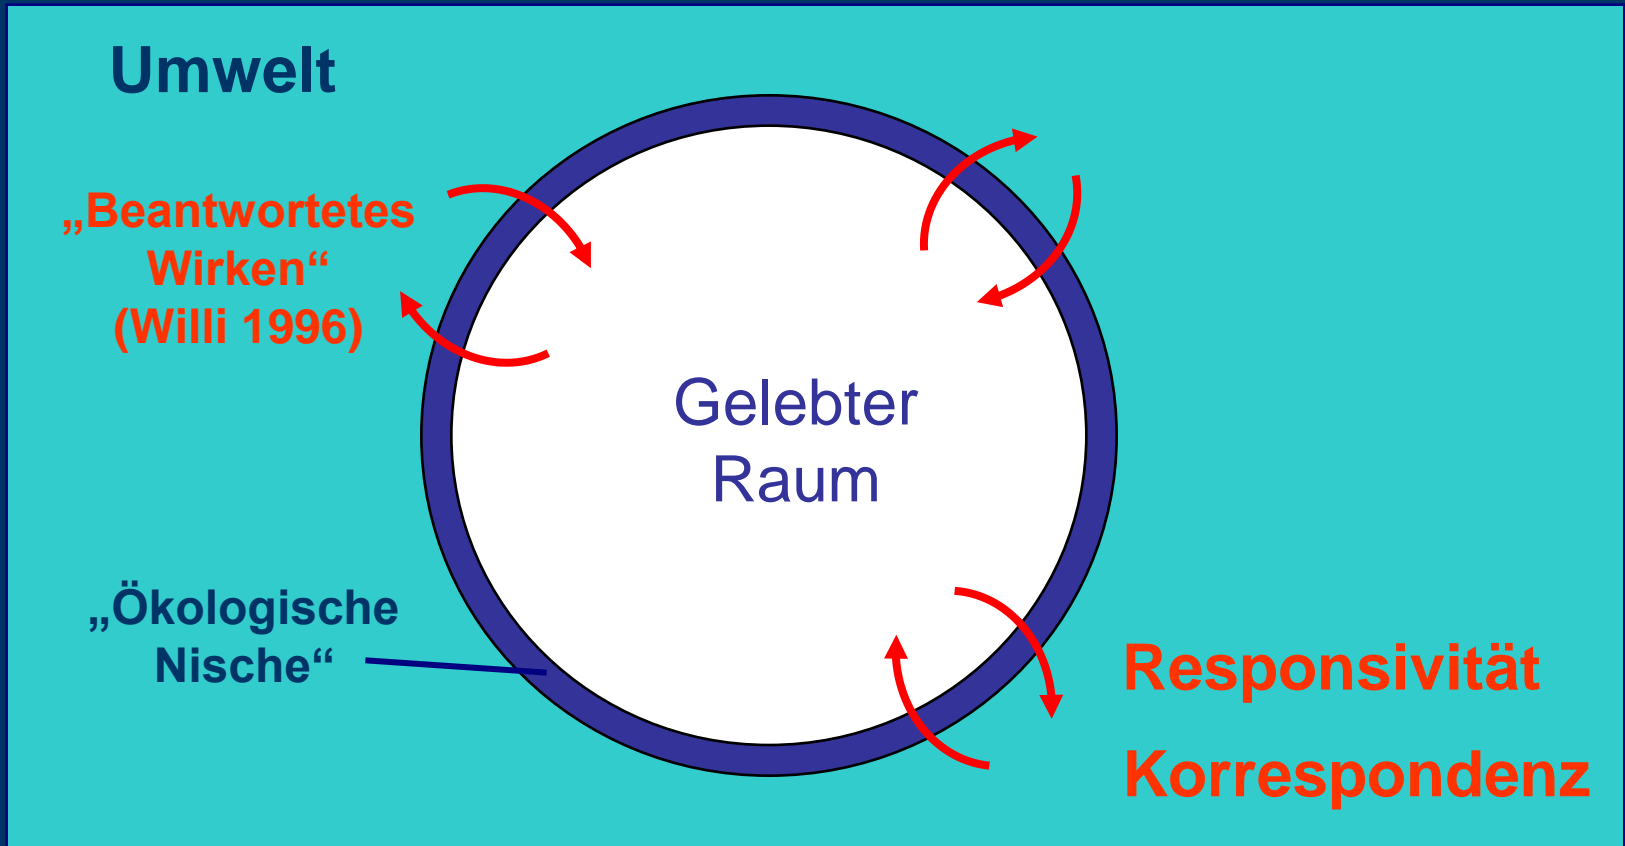 Umwelt
„Beantwortetes
Wirken“
(Willi 1996)
Gelebter
Raum
„Ökologische
Nische“
Responsivität
Korrespondenz